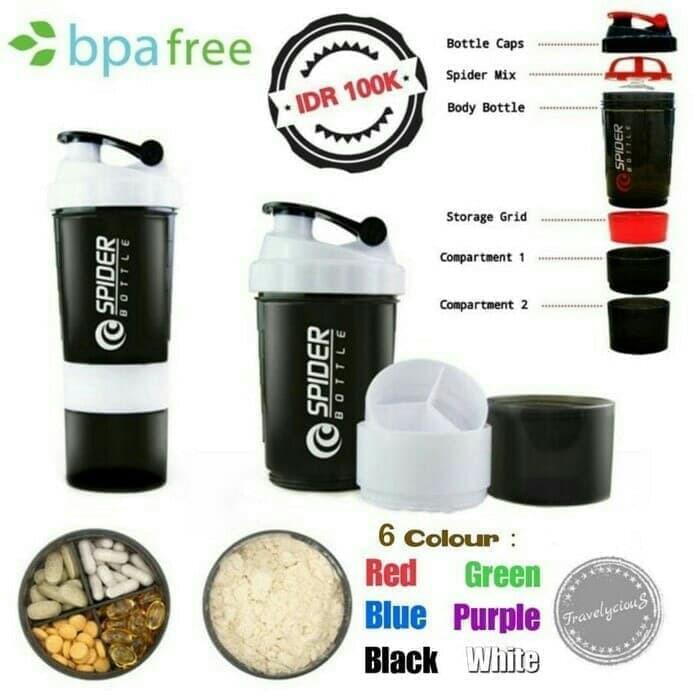 bpafree
IDR 100K
Bottle Caps
Spider Mix
Body Bottle
SPIDER
BOTTLE
Storage Grid
Compartment 1
Compartment 2
SPIDER
BOTTLE
SPIDER
BOTTLE
6 Colour :
Red Green
Blue Purple
Black White
TravelyciouS